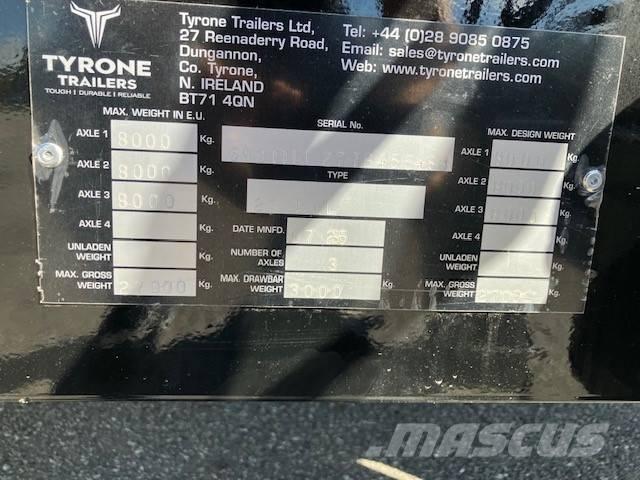 TYRONE
TRAILERS
TOUGH | DURABLE | RELIABLE
Tyrone Trailers Ltd,
27 Reenaderry Road,
Dungannon,
Co. Tyrone,
N. IRELAND
BT71 4QN
Tel: +44 (0)28 9085 0875
Email: sales@tyronetrailers.com
Web: www.tyronetrailers.com
MAX. WEIGHT IN E.U.
AXLE 1 8000 Kg.
AXLE 2 8000 Kg.
AXLE 3 8000 Kg.
AXLE 4 Kg.
UNLADEN WEIGHT Kg.
MAX. GROSS WEIGHT Kg.
SERIAL No.
TYPE
DATE MNFD. 7 25
NUMBER OF AXLES 3
MAX. DRAWBAR WEIGHT 3000 Kg.
MAX. DESIGN WEIGHT
AXLE 1 Kg.
AXLE 2 Kg.
AXLE 3 Kg.
AXLE 4 Kg.
UNLADEN WEIGHT Kg.
MAX. GROSS WEIGHT Kg.
MASCUS